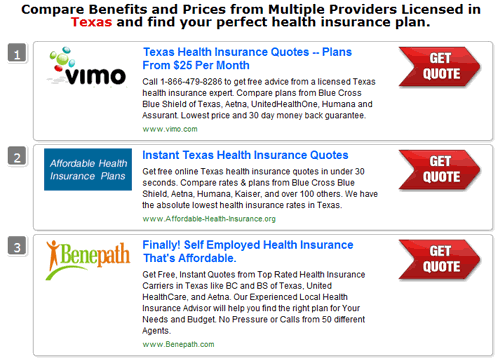 Compare Benefits and Prices from Multiple Providers Licensed in
Texas and find your perfect health insurance plan.
1
vimo
Texas Health Insurance Quotes -- Plans
From $25 Per Month
Call 1-866-479-8286 to get free advice from a licensed Texas
health insurance expert. Compare plans from Blue Cross
Blue Shield of Texas, Aetna, UnitedHealthOne, Humana and
Assurant. Lowest price and 30 day money back guarantee.
www.vimo.com
GET
QUOTE
2
Affordable Health
Insurance Plans
Instant Texas Health Insurance Quotes
Get free online Texas health insurance quotes in under 30
seconds. Compare rates & plans from Blue Cross Blue
Shield, Aetna, Humana, Kaiser, and over 100 others. We have
the absolute lowest health insurance rates in Texas.
www.Affordable-Health-Insurance.org
GET
QUOTE
3
Benepath
Finally! Self Employed Health Insurance
That's Affordable.
Get Free, Instant Quotes from Top Rated Health Insurance
Carriers in Texas like BC and BS of Texas, United
HealthCare, and Aetna. Our Experienced Local Health
Insurance Advisor will help you find the right plan for Your
Needs and Budget. No Pressure or Calls from 50 different
Agents.
www.Benepath.com
GET
QUOTE